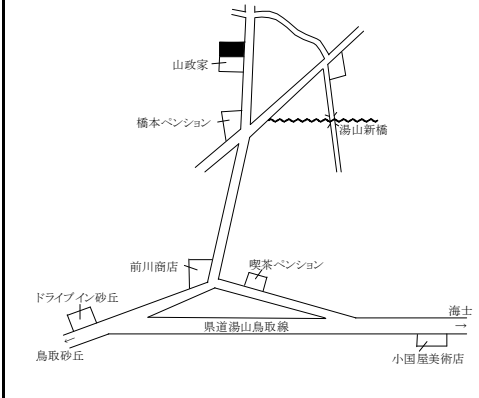 山政家
橋本ペンション
湯山新橋
前川商店
喫茶ペンション
ドライブイン砂丘
海士
→
県道湯山鳥取線
←
鳥取砂丘
小国屋美術店